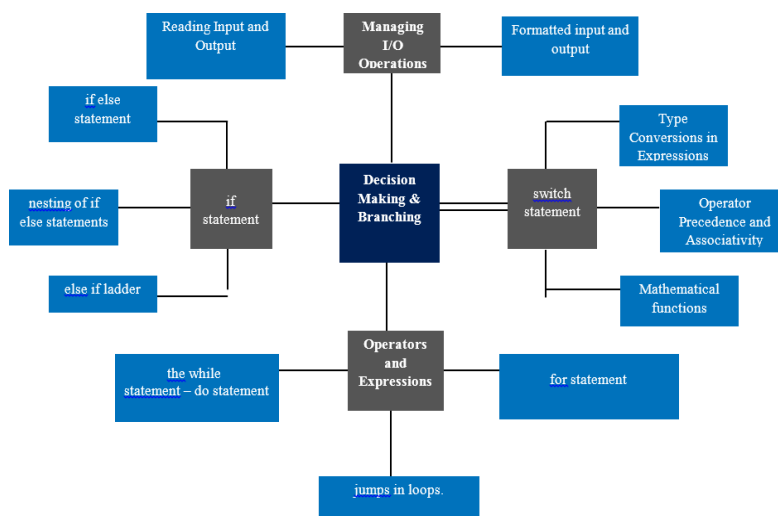 Reading Input and
Output
Managing
I/O
Operations
Formatted input and
output
if else
statement
Type
Conversions in
Expressions
nesting of if
else statements
if
statement
Decision
Making &
Branching
switch
statement
Operator
Precedence and
Associativity
else if ladder
Mathematical
functions
Operators
and
Expressions
the while
statement – do statement
for statement
jumps in loops.